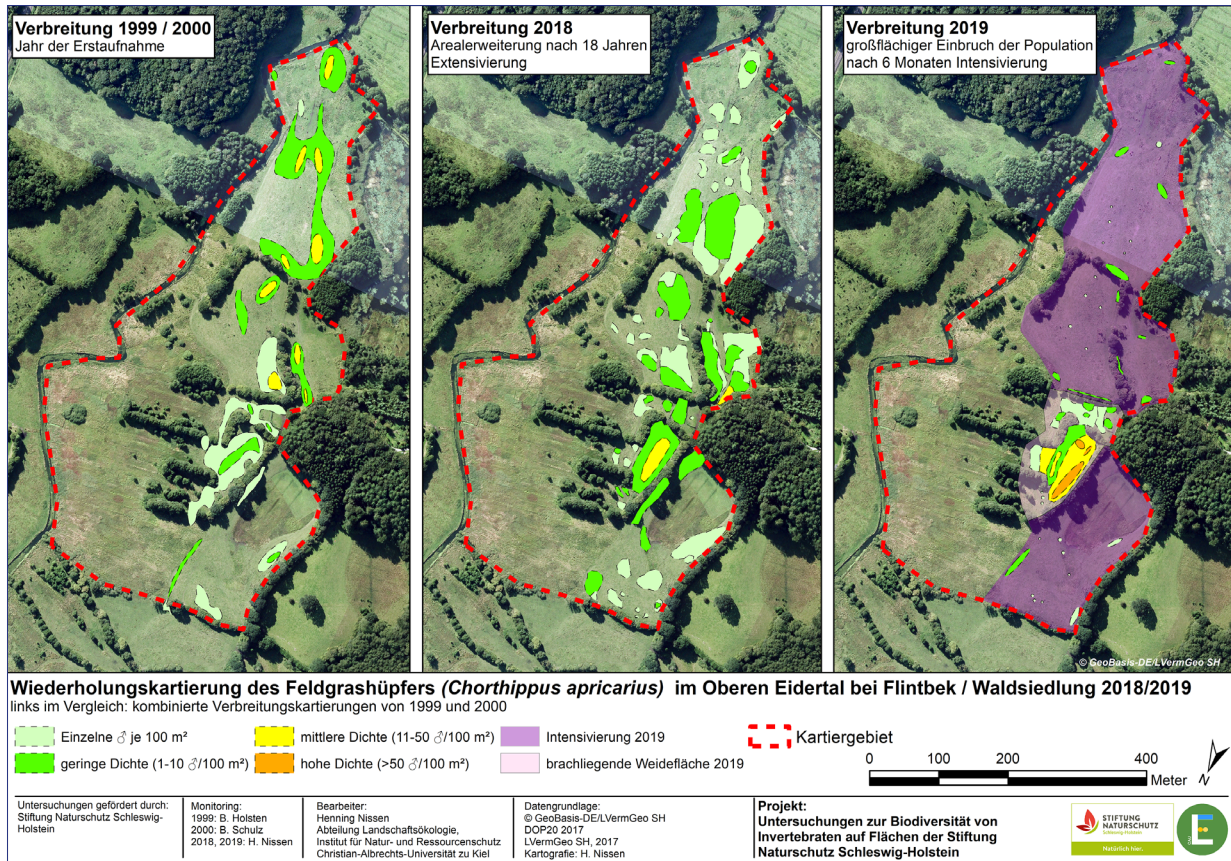 Verbreitung 1999 / 2000
Jahr der Erstaufnahme
Verbreitung 2018
Arealerweiterung nach 18 Jahren
Extensivierung
Verbreitung 2019
großflächiger Einbruch der Population
nach 6 Monaten Intensivierung
© GeoBasis-DE/LVermGeo SH
Wiederholungskartierung des Feldgrashüpfers (Chorthippus apricarius) im Oberen Eidertal bei Flintbek / Waldsiedlung 2018/2019
links im Vergleich: kombinierte Verbreitungskartierungen von 1999 und 2000
Einzelne ♂ je 100 m²
mittlere Dichte (11-50 ♂/100 m²)
Intensivierung 2019
Kartiergebiet
geringe Dichte (1-10 ♂/100 m²)
hohe Dichte (>50 ♂/100 m²)
brachliegende Weidefläche 2019
0 100 200 400
Meter
N
Untersuchungen gefördert durch:
Stiftung Naturschutz Schleswig-
Holstein
Monitoring:
1999: B. Holsten
2000: B. Schulz
2018, 2019: H. Nissen
Bearbeiter:
Henning Nissen
Abteilung Landschaftsökologie,
Institut für Natur- und Ressourcenschutz
Christian-Albrechts-Universität zu Kiel
Datengrundlage:
© GeoBasis-DE/LVermGeo SH
DOP20 2017
LVermGeo SH, 2017
Kartografie: H. Nissen
Projekt:
Untersuchungen zur Biodiversität von
Invertebraten auf Flächen der Stiftung
Naturschutz Schleswig-Holstein
STIFTUNG
NATURSCHUTZ
Schleswig-Holstein
Natürlich hier.